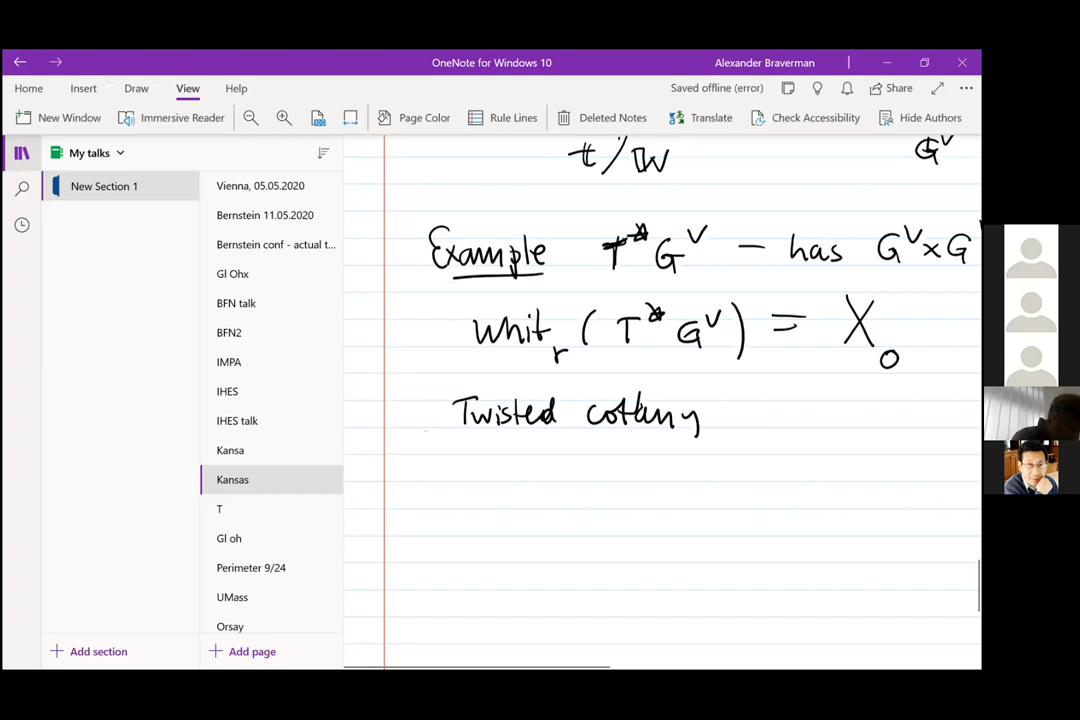 OneNote for Windows 10
Alexander Braverman
Home Insert Draw View Help
Saved offline (error)
Share
New Window
Immersive Reader
Page Color
Rule Lines
Deleted Notes
Translate
Check Accessibility
Hide Authors
My talks
New Section 1
Vienna, 05.05.2020
Bernstein 11.05.2020
Bernstein conf - actual t...
Gl Ohx
BFN talk
BFN2
IMPA
IHES
IHES talk
Kansa
Kansas
T
Gl oh
Perimeter 9/24
UMass
Orsay
Add section
Add page
t/W
G^∨
Example T*G^∨ — has G^∨×G
Whit_r (T*G^∨) = X_0
Twisted